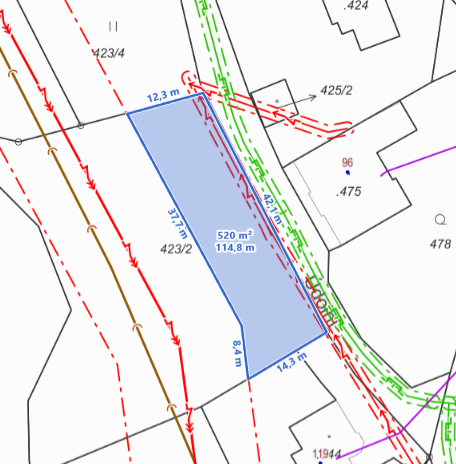 .424
423/4
12,3 m
425/2
96
.475
37,7 m
42,1 m
478
520 m²
114,8 m
423/2
8,4 m
14,3 m